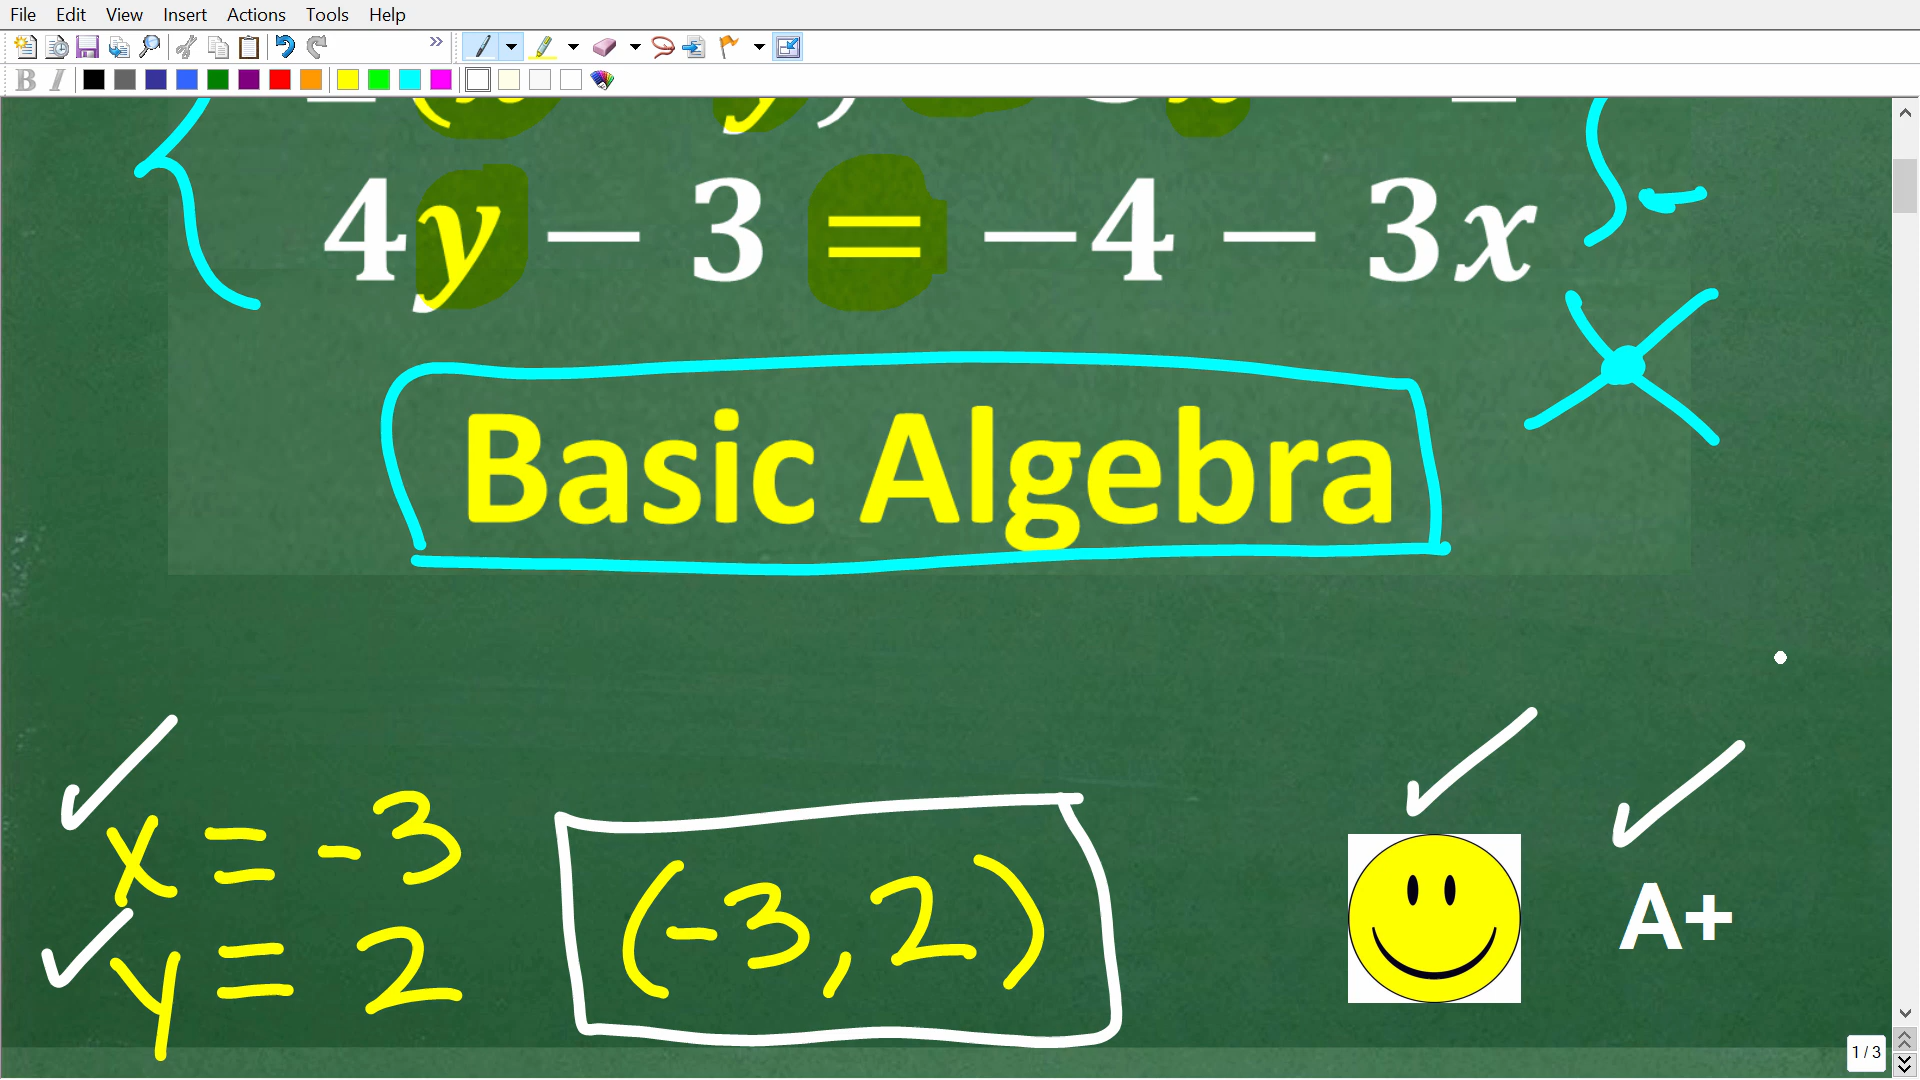 File Edit View Insert Actions Tools Help
B I
4y − 3 = −4 − 3x
Basic Algebra
x = -3
y = 2
(-3, 2)
A+
1 / 3